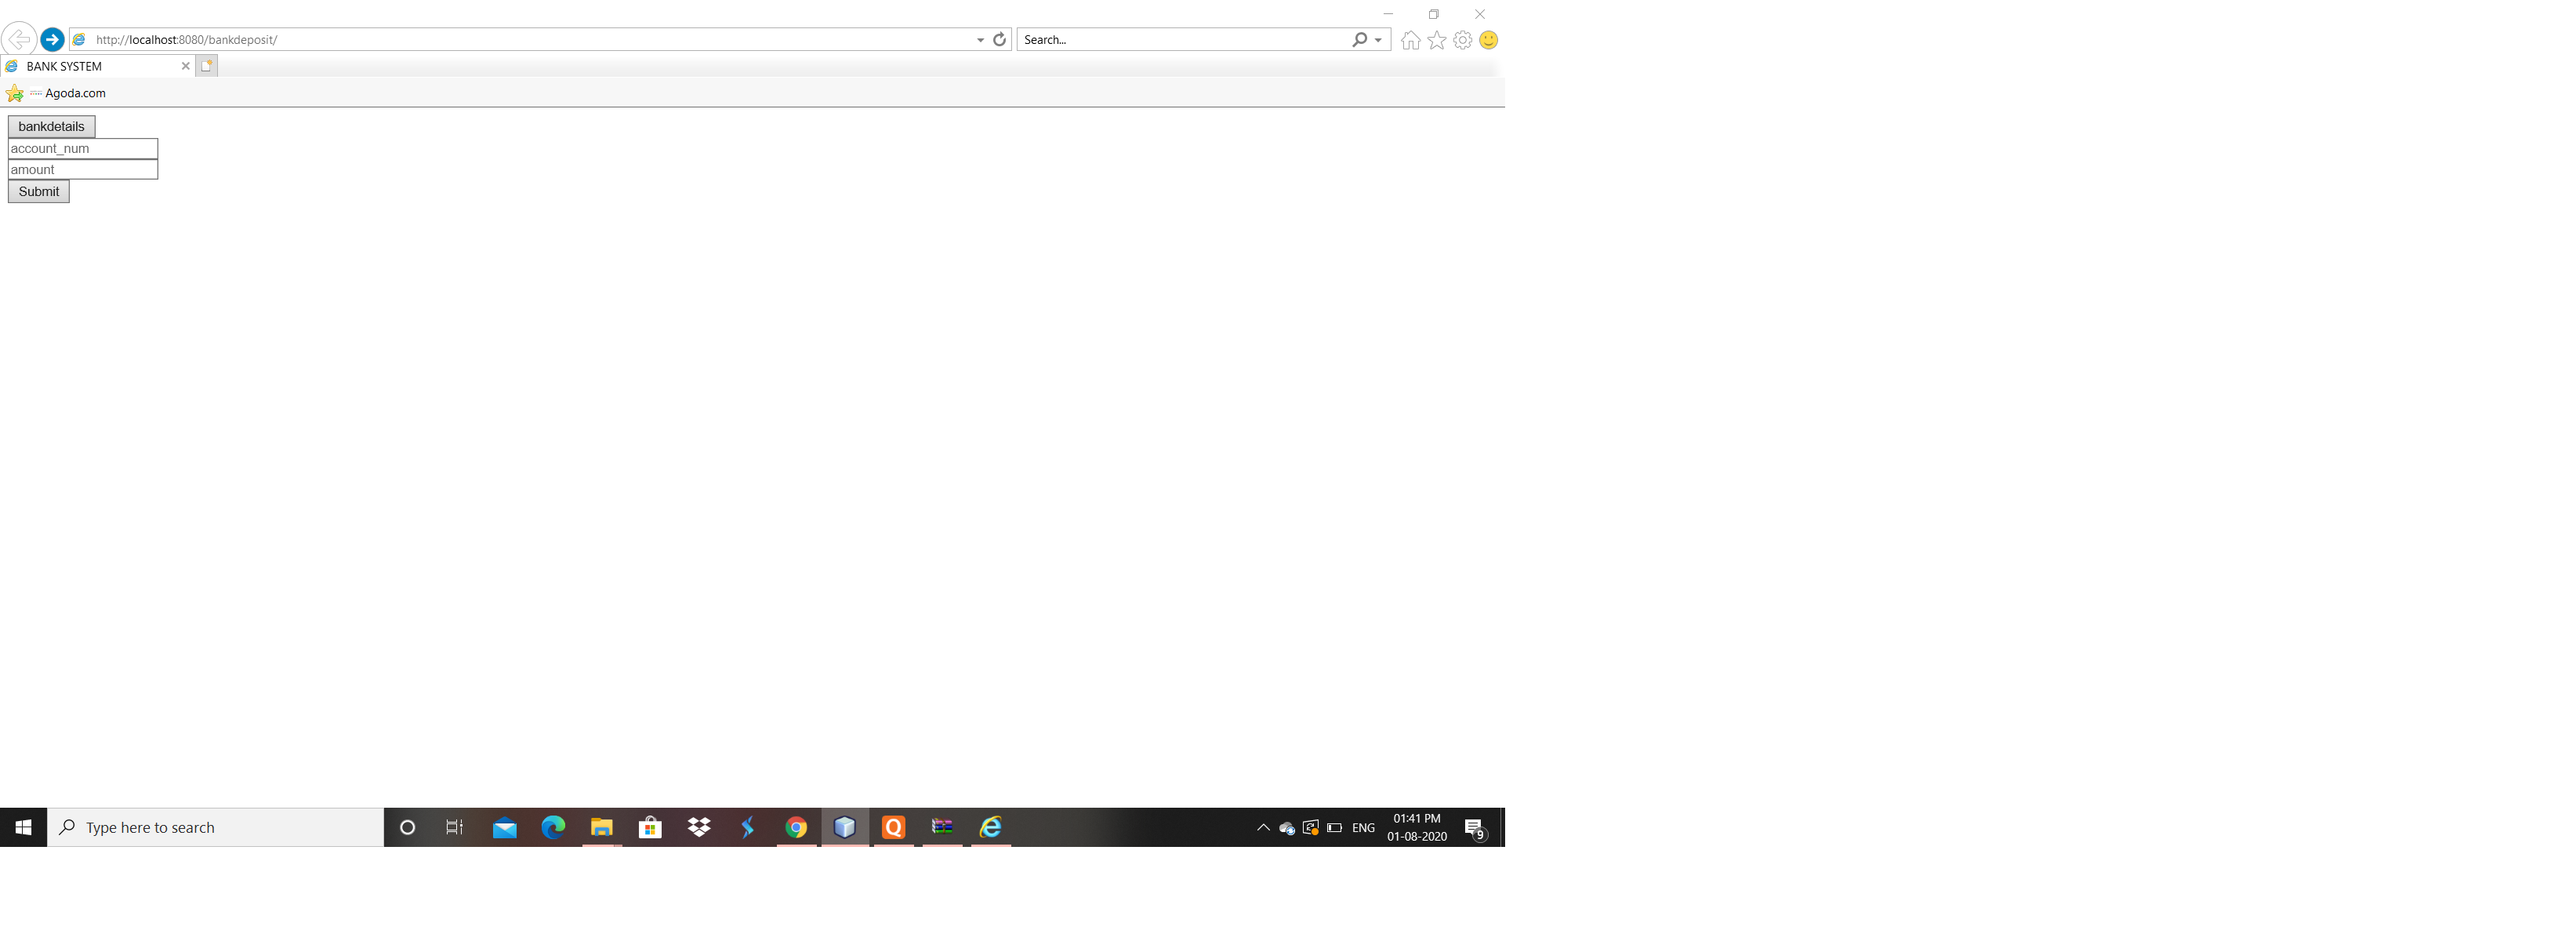 http://localhost:8080/bankdeposit/
Search...
BANK SYSTEM
Agoda.com
bankdetails
account_num
amount
Submit
Type here to search
ENG
01:41 PM
01-08-2020
9